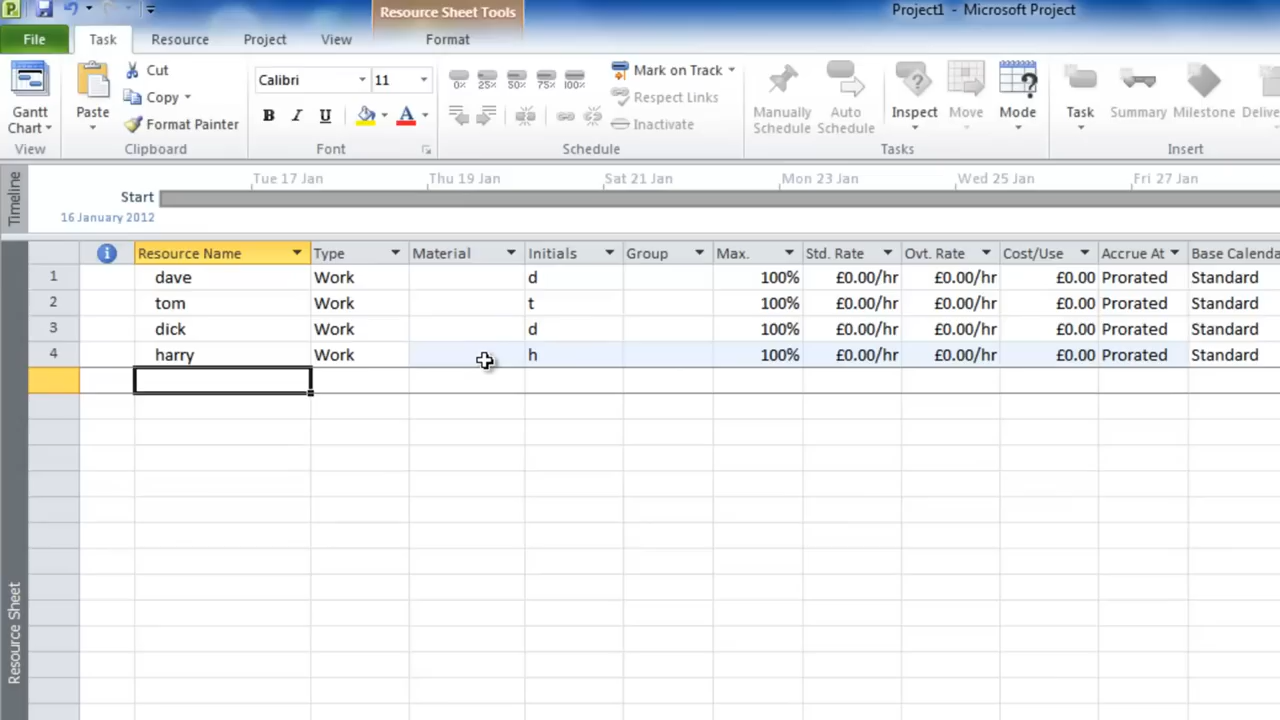 Resource Sheet Tools
Project1 - Microsoft Project
File Task Resource Project View Format
Gantt Chart
Paste
Cut
Copy
Format Painter
Calibri 11
B I U A
0% 25% 50% 75% 100%
Mark on Track
Respect Links
Inactivate
Manually Schedule
Auto Schedule
Inspect
Move
Mode
Task
Summary
Milestone
View Clipboard Font Schedule Tasks Insert
Timeline
Tue 17 Jan Thu 19 Jan Sat 21 Jan Mon 23 Jan Wed 25 Jan Fri 27 Jan
Start
16 January 2012
Resource Name Type Material Initials Group Max. Std. Rate Ovt. Rate Cost/Use Accrue At Base Calenda
1 dave Work d 100% £0.00/hr £0.00/hr £0.00 Prorated Standard
2 tom Work t 100% £0.00/hr £0.00/hr £0.00 Prorated Standard
3 dick Work d 100% £0.00/hr £0.00/hr £0.00 Prorated Standard
4 harry Work h 100% £0.00/hr £0.00/hr £0.00 Prorated Standard
Resource Sheet